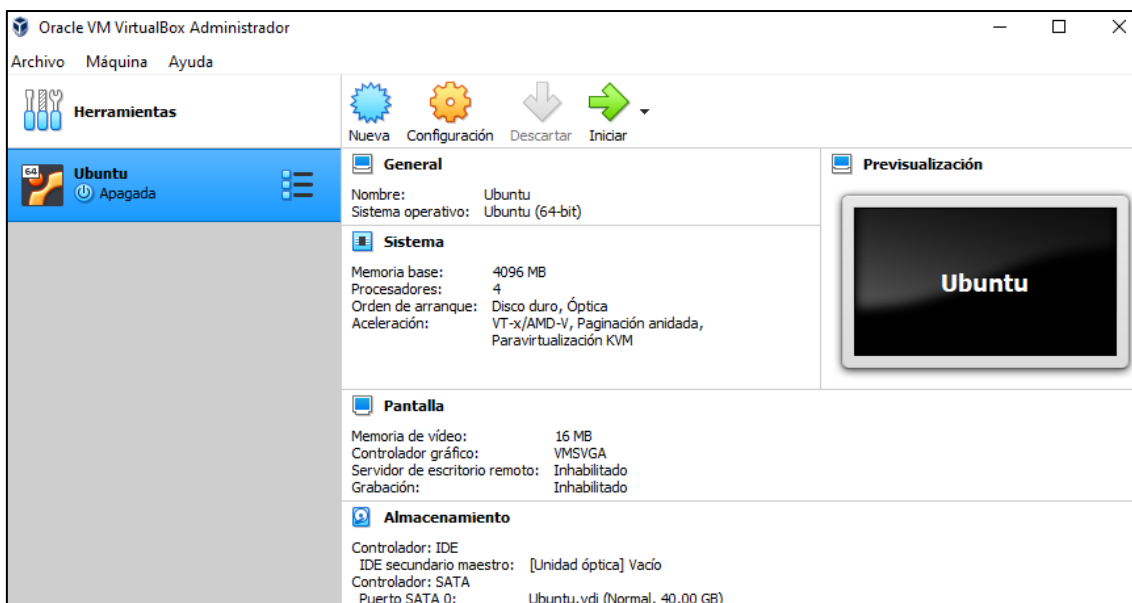 Oracle VM VirtualBox Administrador
Archivo Máquina Ayuda
Herramientas
Nueva Configuración Descartar Iniciar
64
Ubuntu
Apagada
General
Nombre: Ubuntu
Sistema operativo: Ubuntu (64-bit)
Previsualización
Ubuntu
Sistema
Memoria base: 4096 MB
Procesadores: 4
Orden de arranque: Disco duro, Óptica
Aceleración: VT-x/AMD-V, Paginación anidada,
Paravirtualización KVM
Pantalla
Memoria de vídeo: 16 MB
Controlador gráfico: VMSVGA
Servidor de escritorio remoto: Inhabilitado
Grabación: Inhabilitado
Almacenamiento
Controlador: IDE
IDE secundario maestro: [Unidad óptica] Vacío
Controlador: SATA
Puerto SATA 0: Ubuntu.vdi (Normal, 40,00 GB)